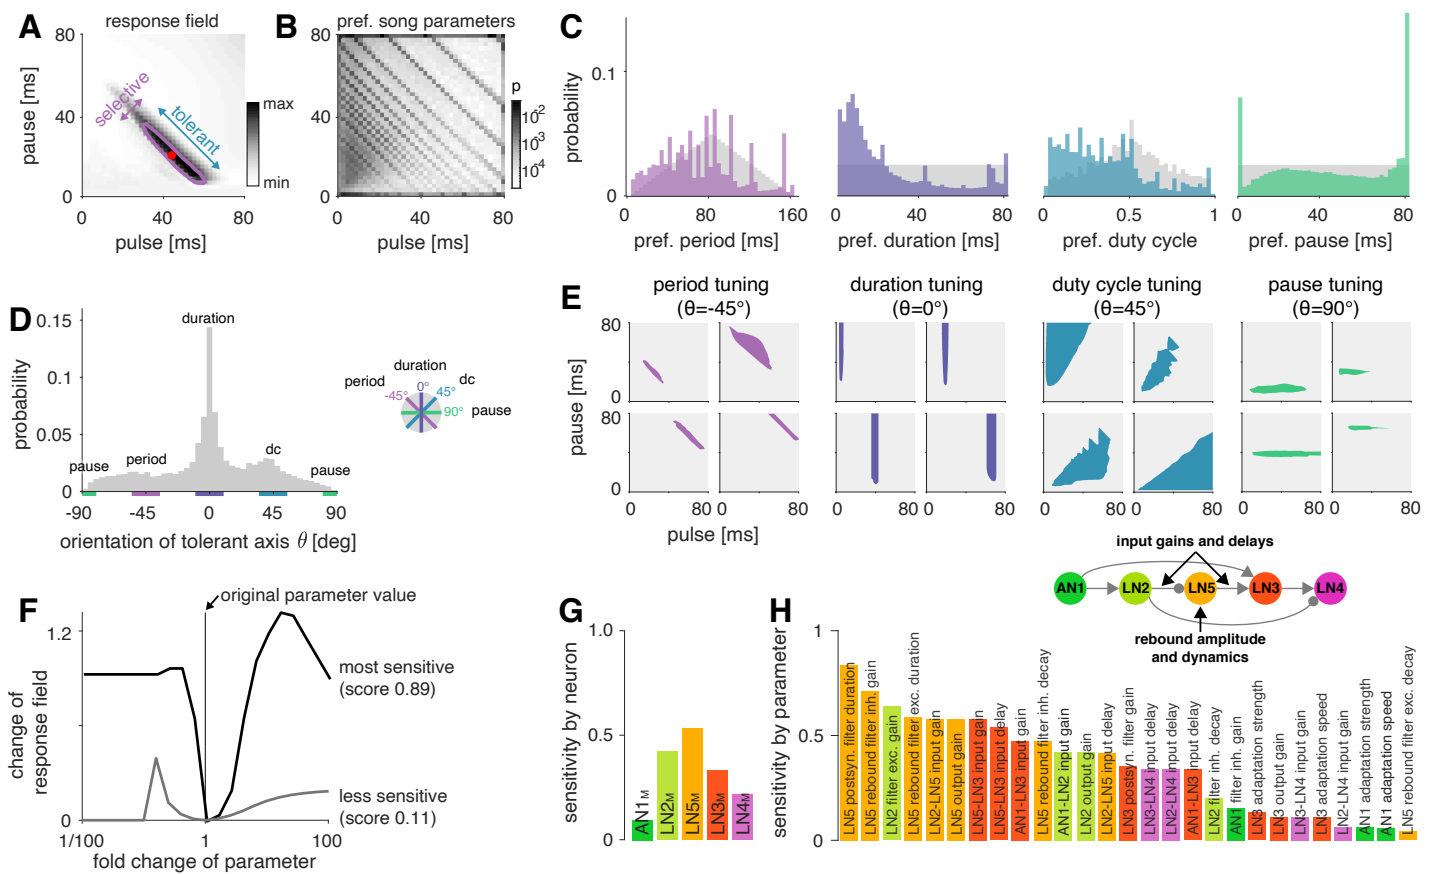 A
response field
80
40
0
pause [ms]
selective
tolerant
max
min
0
40
80
pulse [ms]
B
pref. song parameters
80
40
0
p
10²
10³
10⁴
0
40
80
pulse [ms]
C
probability
0.1
0
0
80
160
pref. period [ms]
0
40
80
pref. duration [ms]
0
0.5
1
pref. duty cycle
0
40
80
pref. pause [ms]
D
probability
0.15
0.1
0.05
0
duration
pause
period
dc
pause
-90
-45
0
45
90
orientation of tolerant axis θ [deg]
duration
period
dc
-45°
0°
45°
90°
pause
E
period tuning
(θ=-45°)
duration tuning
(θ=0°)
duty cycle tuning
(θ=45°)
pause tuning
(θ=90°)
pause [ms]
80
0
80
0
0
80
0
80
0
80
0
80
0
80
0
80
0
80
0
80
pulse [ms]
F
original parameter value
1.2
0
change of
response field
most sensitive
(score 0.89)
less sensitive
(score 0.11)
1/100
1
100
fold change of parameter
G
sensitivity by neuron
1.0
0.5
0
AN1M
LN2M
LN5M
LN3M
LN4M
H
input gains and delays
AN1
LN2
LN5
LN3
LN4
rebound amplitude
and dynamics
sensitivity by parameter
1
0.5
0
LN5 postsyn. filter duration
LN5 rebound filter inh. gain
LN2 filter exc. gain
LN5 rebound filter exc. duration
LN2-LN5 input gain
LN5 output gain
LN5-LN3 input gain
LN5-LN3 input delay
AN1-LN3 input gain
LN5 rebound filter inh. decay
AN1-LN2 input gain
LN2 output gain
LN2-LN5 input delay
LN3 postsyn. filter gain
LN3-LN4 input delay
LN2-LN4 input delay
AN1-LN3 input delay
LN2 filter inh. decay
AN1 filter inh. gain
LN3 adaptation strength
LN3 output gain
LN3-LN4 input gain
LN3 adaptation speed
LN2-LN4 input gain
AN1 adaptation strength
AN1 adaptation speed
LN5 rebound filter exc. decay